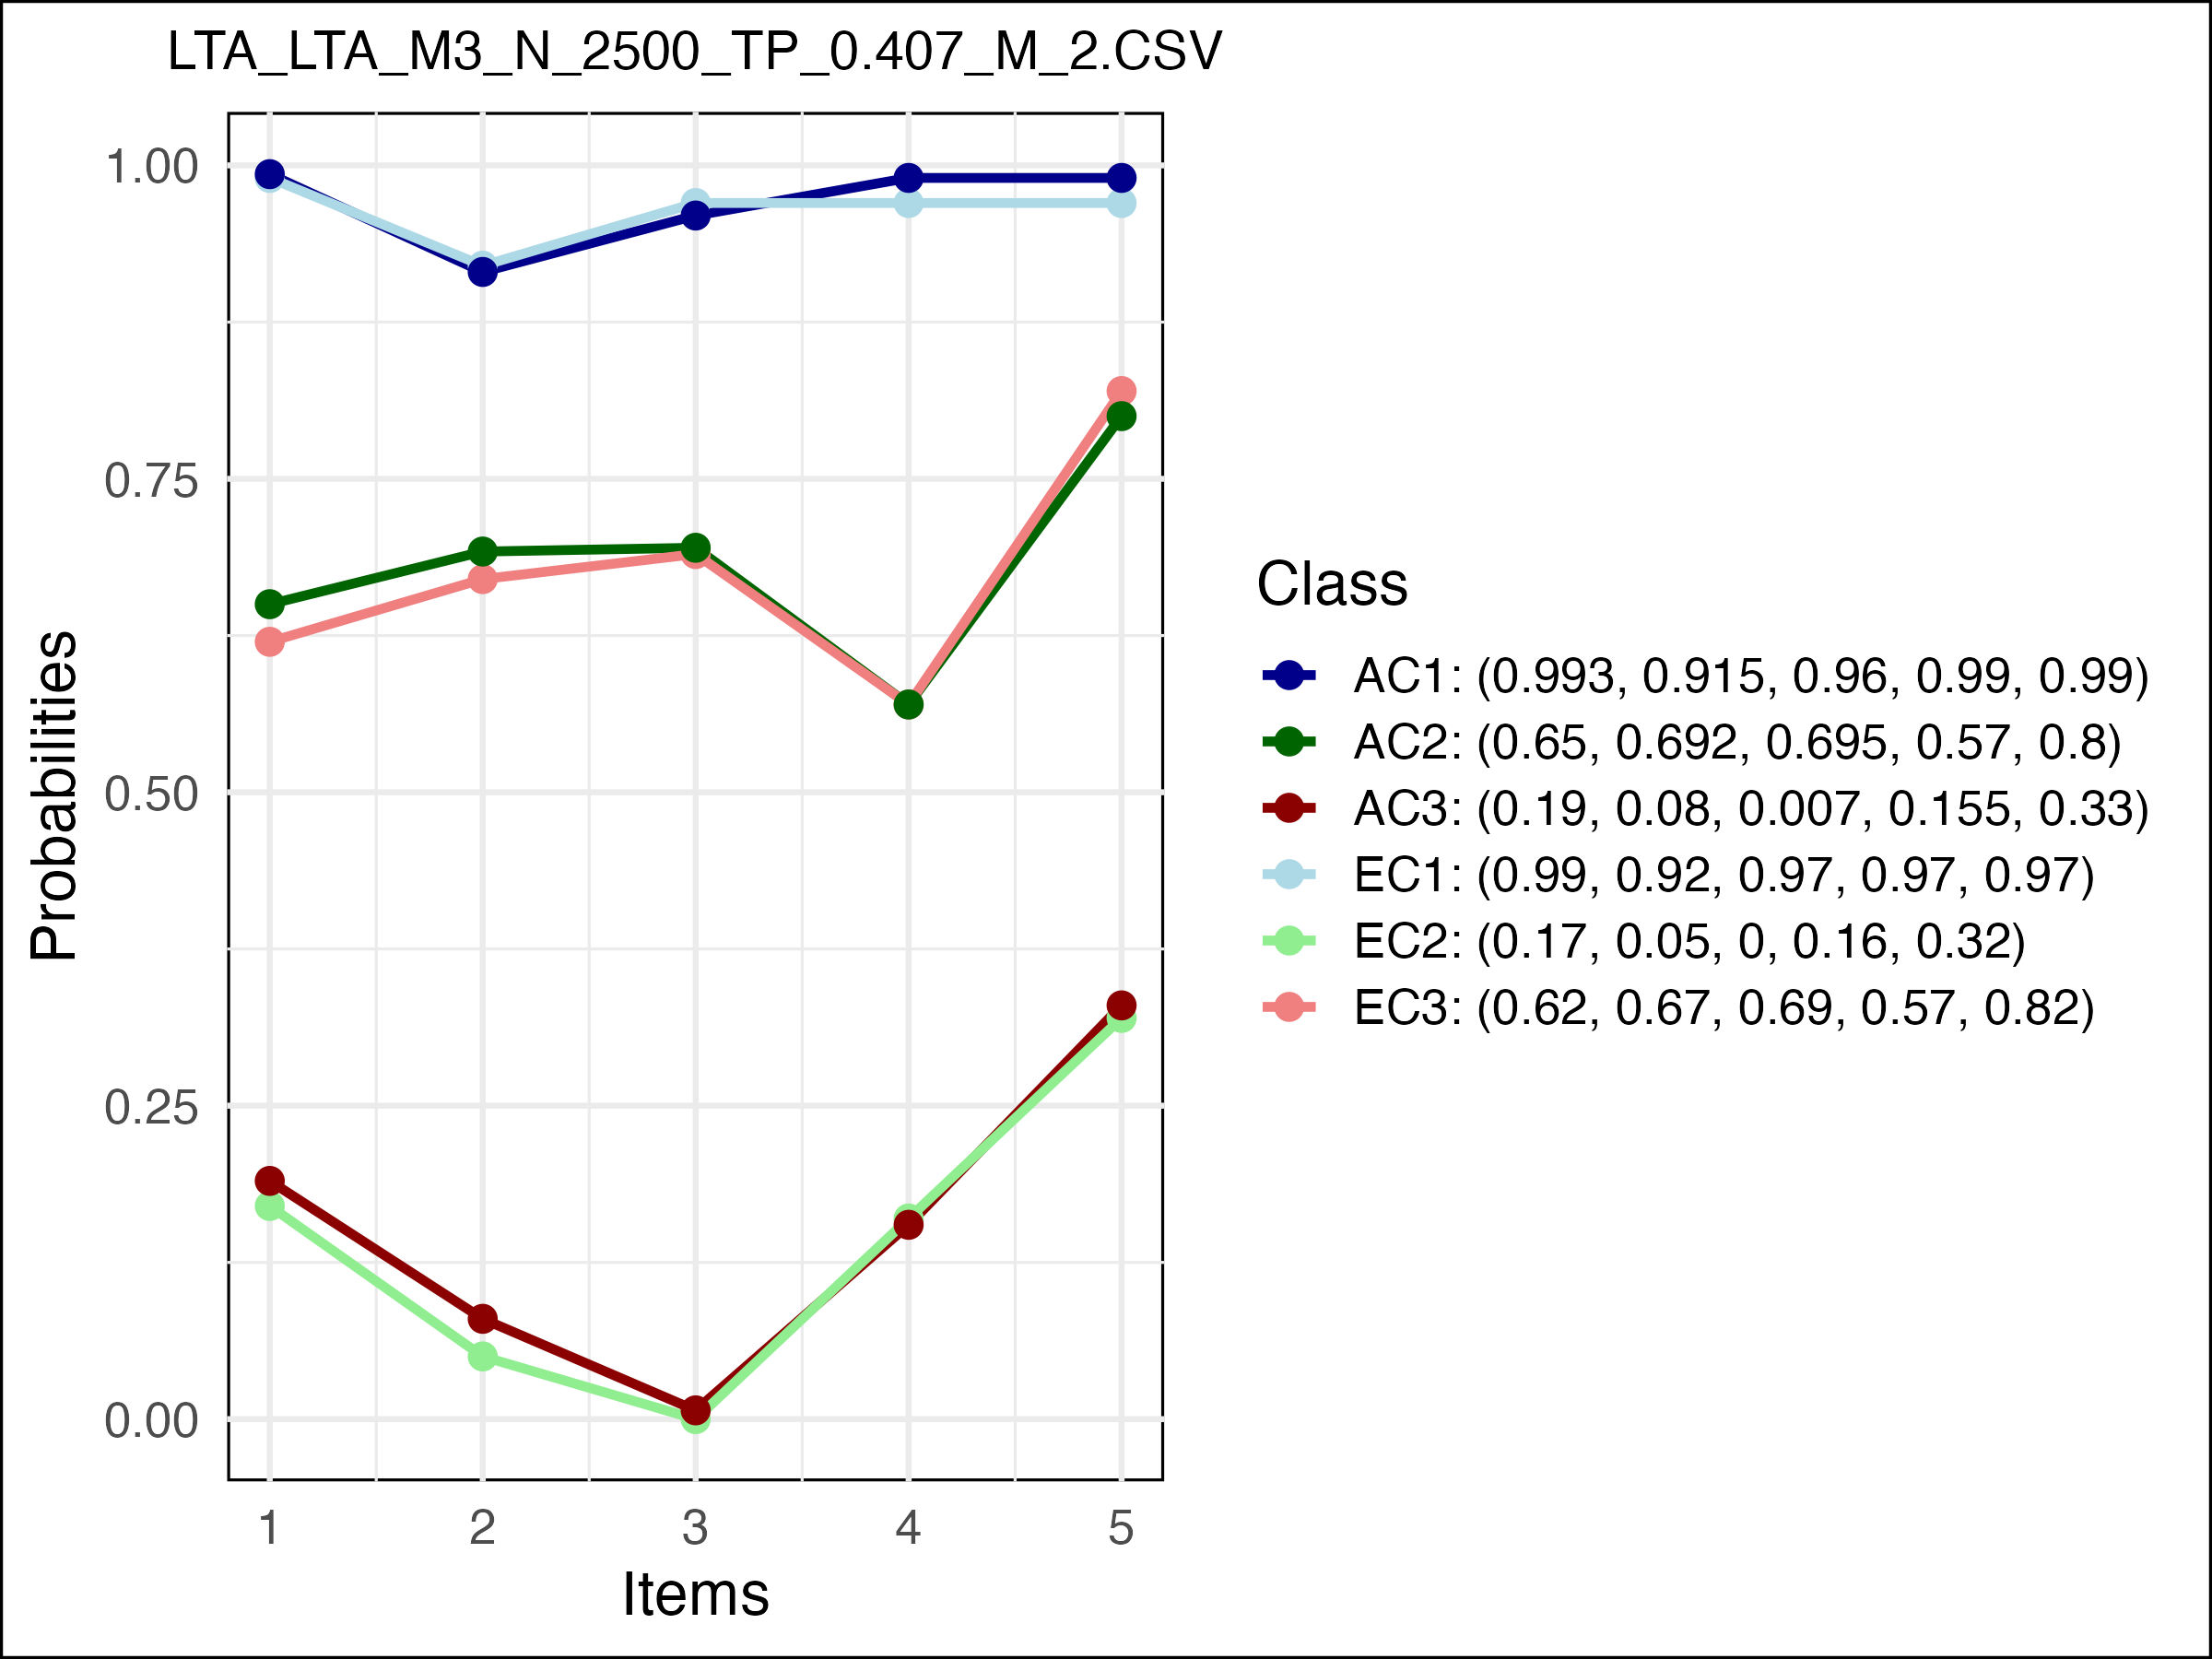 LTA_LTA_M3_N_2500_TP_0.407_M_2.CSV
1.00
0.75
0.50
0.25
0.00
Probabilities
1 2 3 4 5
Items
Class
AC1: (0.993, 0.915, 0.96, 0.99, 0.99)
AC2: (0.65, 0.692, 0.695, 0.57, 0.8)
AC3: (0.19, 0.08, 0.007, 0.155, 0.33)
EC1: (0.99, 0.92, 0.97, 0.97, 0.97)
EC2: (0.17, 0.05, 0, 0.16, 0.32)
EC3: (0.62, 0.67, 0.69, 0.57, 0.82)